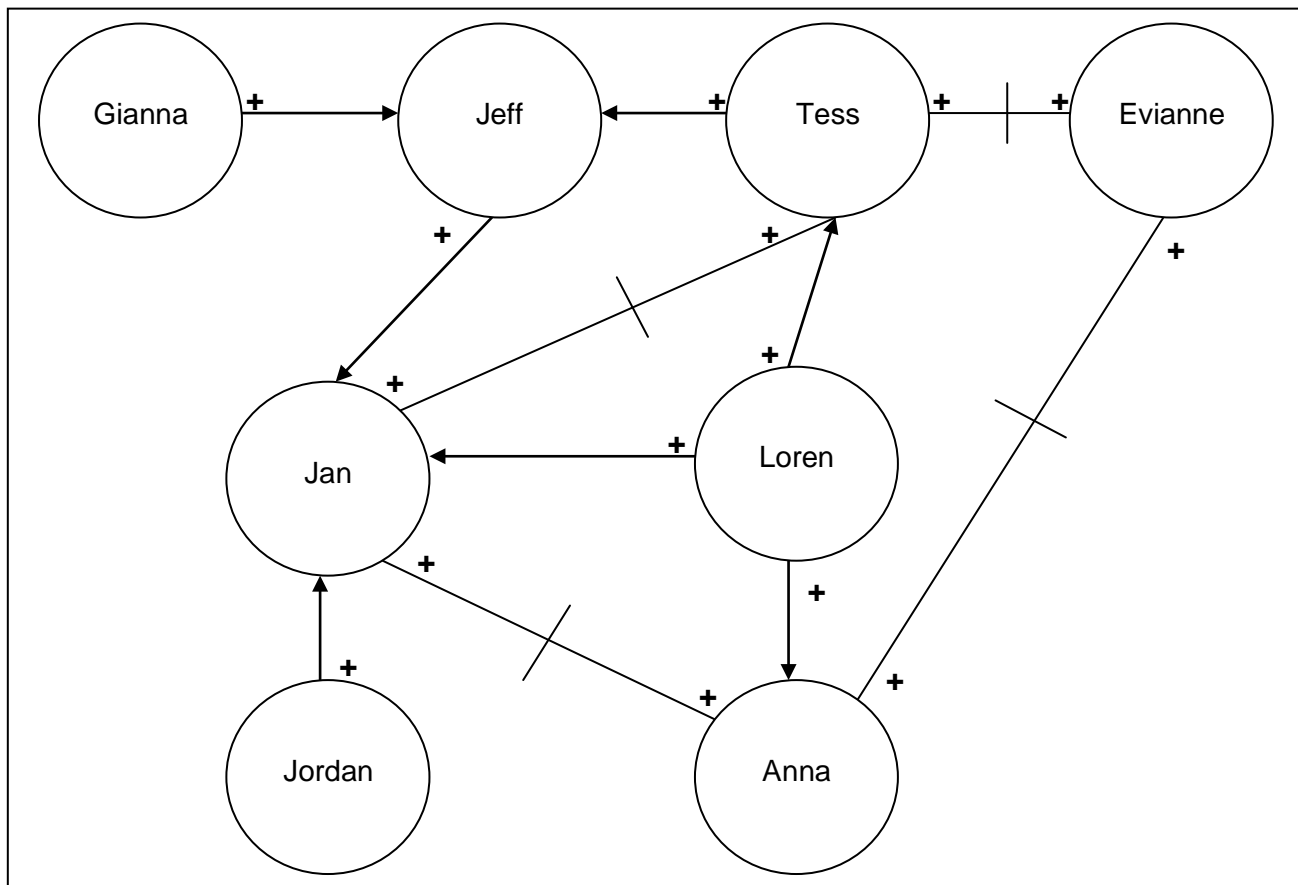 Gianna
Jeff
Tess
Evianne
+
+
+
+
+
+
+
+
+
+
Jan
Loren
+
+
+
+
+
+
Jordan
Anna